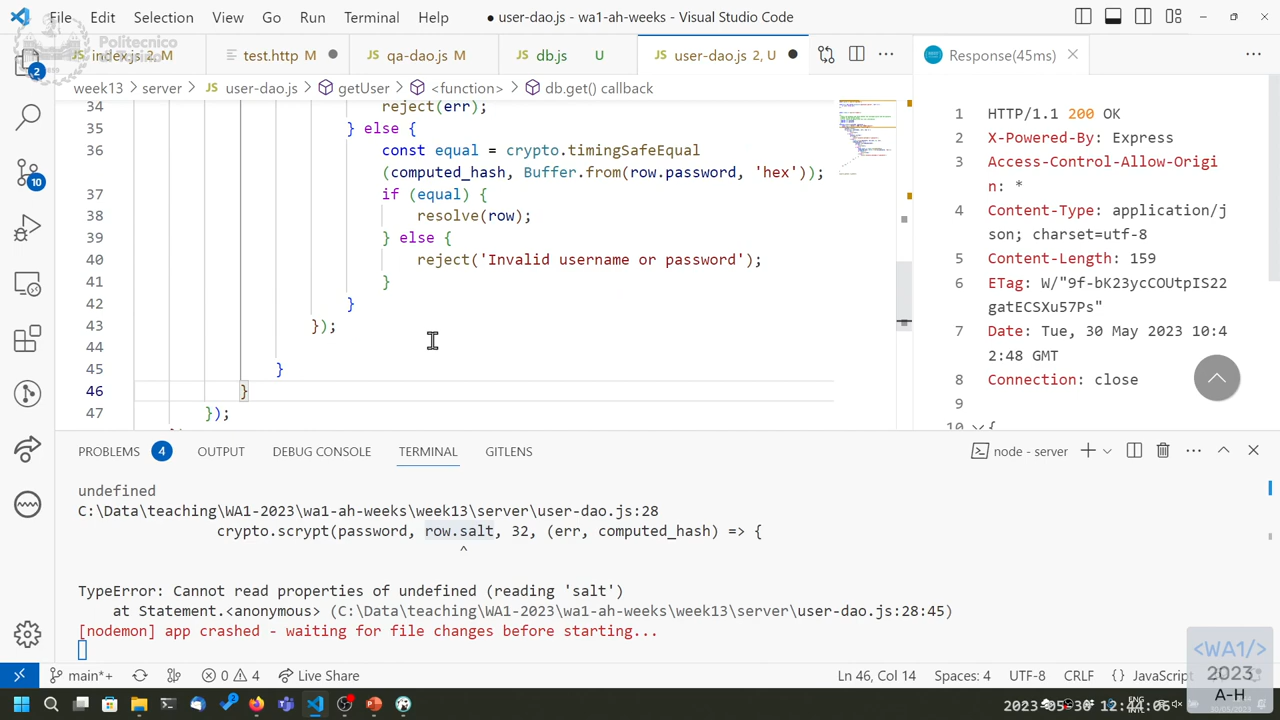 File Edit Selection View Go Run Terminal Help
● user-dao.js - wa1-ah-weeks - Visual Studio Code
Politecnico
di Torino
index.js 2, M
test.http M ●
JS qa-dao.js M
JS db.js U
JS user-dao.js 2, U ●
Response(45ms) ×
week13 > server > JS user-dao.js > getUser > <function> > db.get() callback
34 reject(err);
35 } else {
36 const equal = crypto.timingSafeEqual
(computed_hash, Buffer.from(row.password, 'hex'));
37 if (equal) {
38 resolve(row);
39 } else {
40 reject('Invalid username or password');
41 }
42 }
43 });
44
45 }
46 }
47 });
1 HTTP/1.1 200 OK
2 X-Powered-By: Express
3 Access-Control-Allow-Origi
n: *
4 Content-Type: application/j
son; charset=utf-8
5 Content-Length: 159
6 ETag: W/"9f-bK23ycCOUtpIS22
gatECSXu57Ps"
7 Date: Tue, 30 May 2023 10:4
2:48 GMT
8 Connection: close
9
10 {
2
10
PROBLEMS 4 OUTPUT DEBUG CONSOLE TERMINAL GITLENS
node - server
undefined
C:\Data\teaching\WA1-2023\wa1-ah-weeks\week13\server\user-dao.js:28
crypto.scrypt(password, row.salt, 32, (err, computed_hash) => {
^
TypeError: Cannot read properties of undefined (reading 'salt')
at Statement.<anonymous> (C:\Data\teaching\WA1-2023\wa1-ah-weeks\week13\server\user-dao.js:28:45)
[nodemon] app crashed - waiting for file changes before starting...
<WA1/>
2023
A-H
main*+ 0 4 Live Share
Ln 46, Col 14 Spaces: 4 UTF-8 CRLF {} JavaScript
ENG